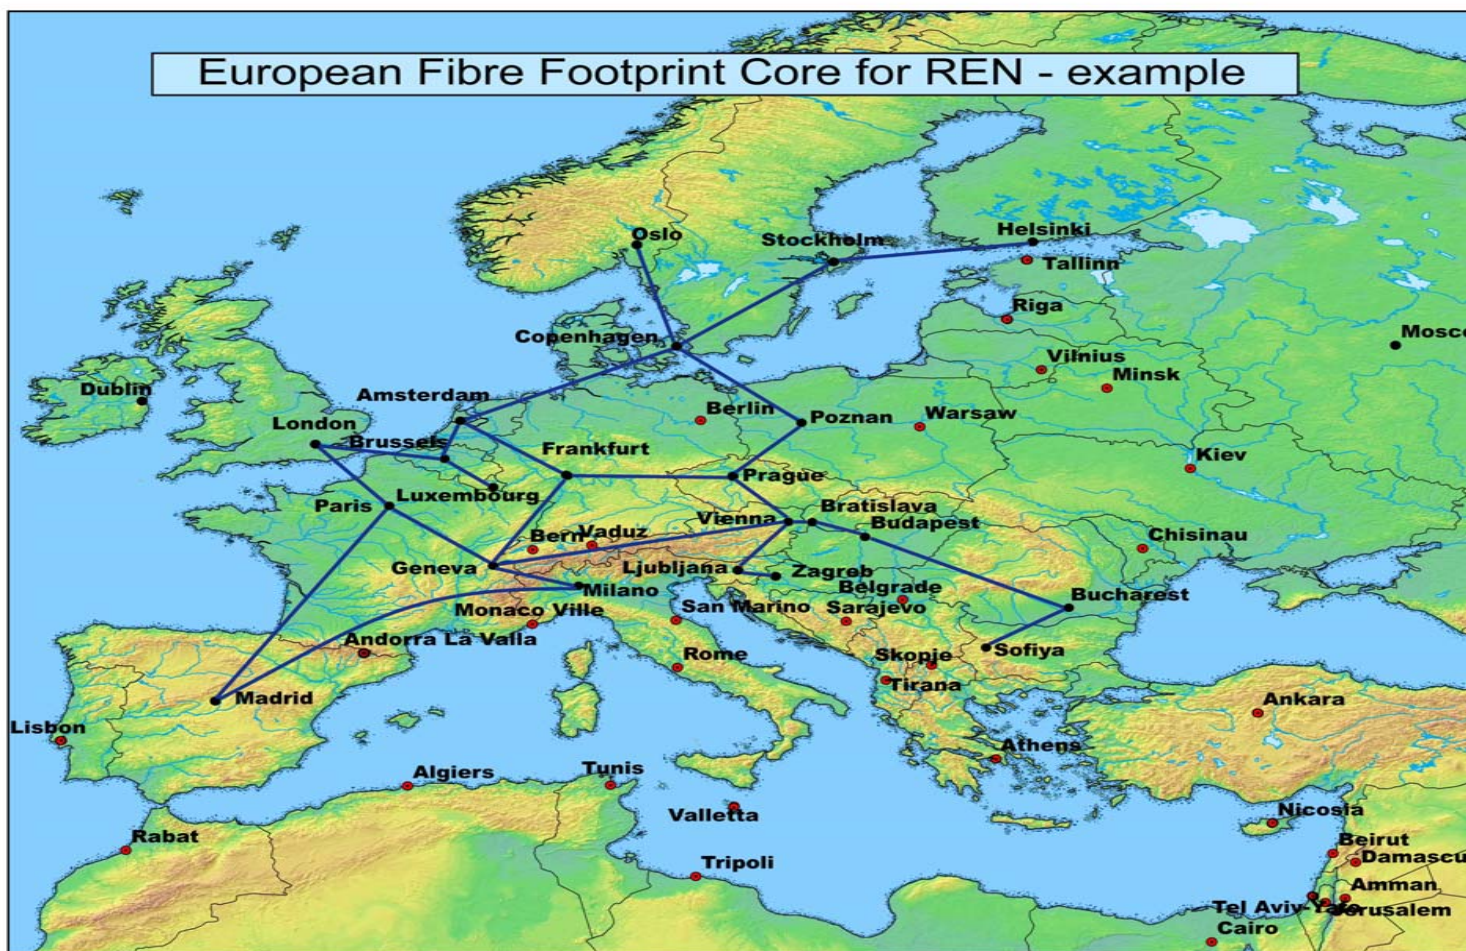 European Fibre Footprint Core for REN - example
Oslo
Stockholm
Helsinki
Tallinn
Riga
Copenhagen
Moscc
Vilnius
Minsk
Dublin
Amsterdam
Berlin
Poznan
Warsaw
London
Brussels
Frankfurt
Kiev
Prague
Paris
Luxembourg
Vienna
Bratislava
Budapest
Bern
Vaduz
Chisinau
Geneva
Ljubljana
Zagreb
Milano
Belgrade
Bucharest
Monaco Ville
San Marino
Sarajevo
Andorra La Valla
Rome
Skopje
Sofiya
Tirana
Madrid
Ankara
Lisbon
Athens
Algiers
Tunis
Valletta
Nicosia
Rabat
Beirut
Tripoli
Damascu
Amman
Tel Aviv-Yafo
Jerusalem
Cairo